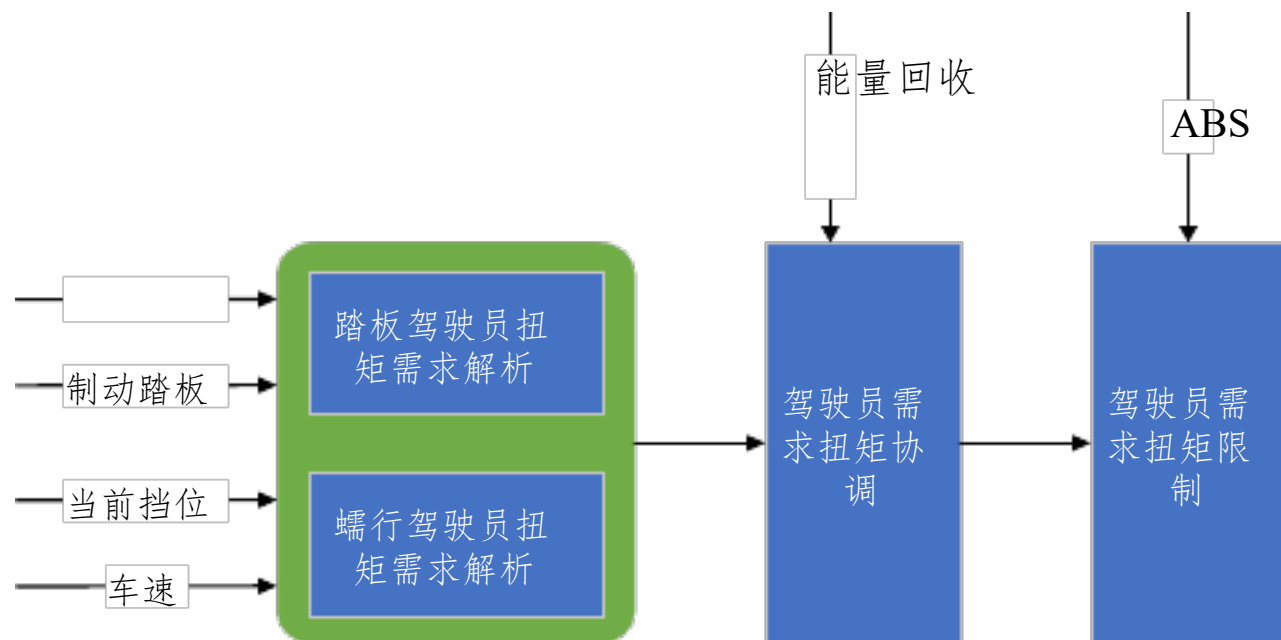 能量回收
ABS
踏板驾驶员扭
矩需求解析
制动踏板
驾驶员需
求扭矩协
调
驾驶员需
求扭矩限
制
当前挡位
蠕行驾驶员扭
矩需求解析
车速